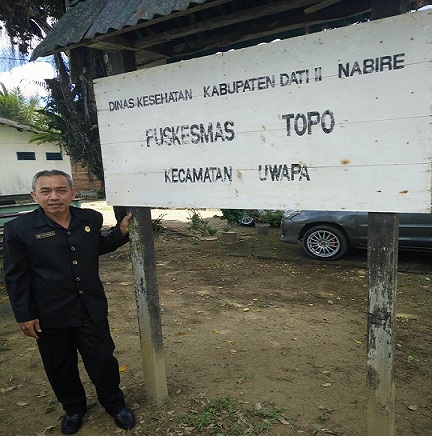 DINAS KESEHATAN KABUPATEN DATI II NABIRE
PUSKESMAS TOPO
KECAMATAN UWAPA